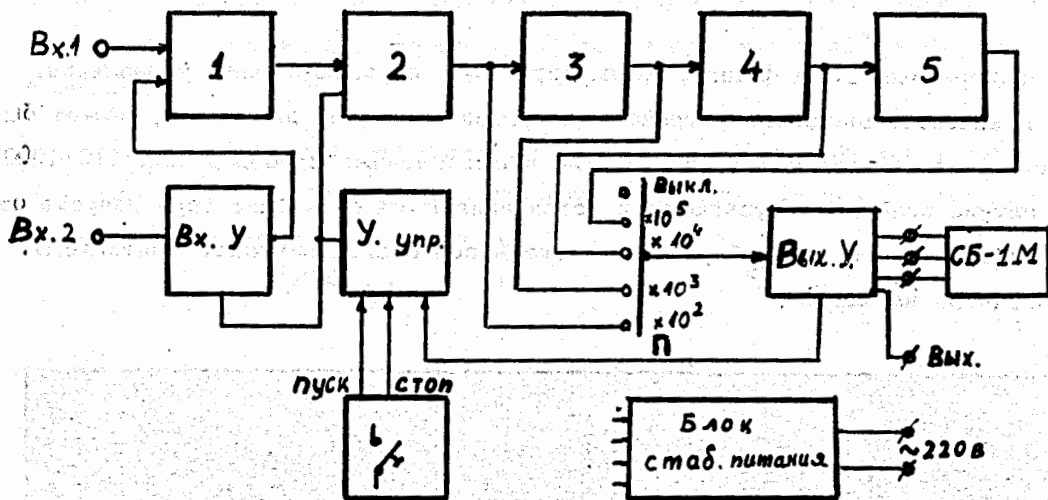 Вх.1
1
2
3
4
5
Вх.2
Вх. У
У. упр.
Выкл.
×10⁵
×10⁴
×10³
×10²
П
Вых.У.
СБ-1М
Вых.
пуск
стоп
Блок
стаб. питания
~220в